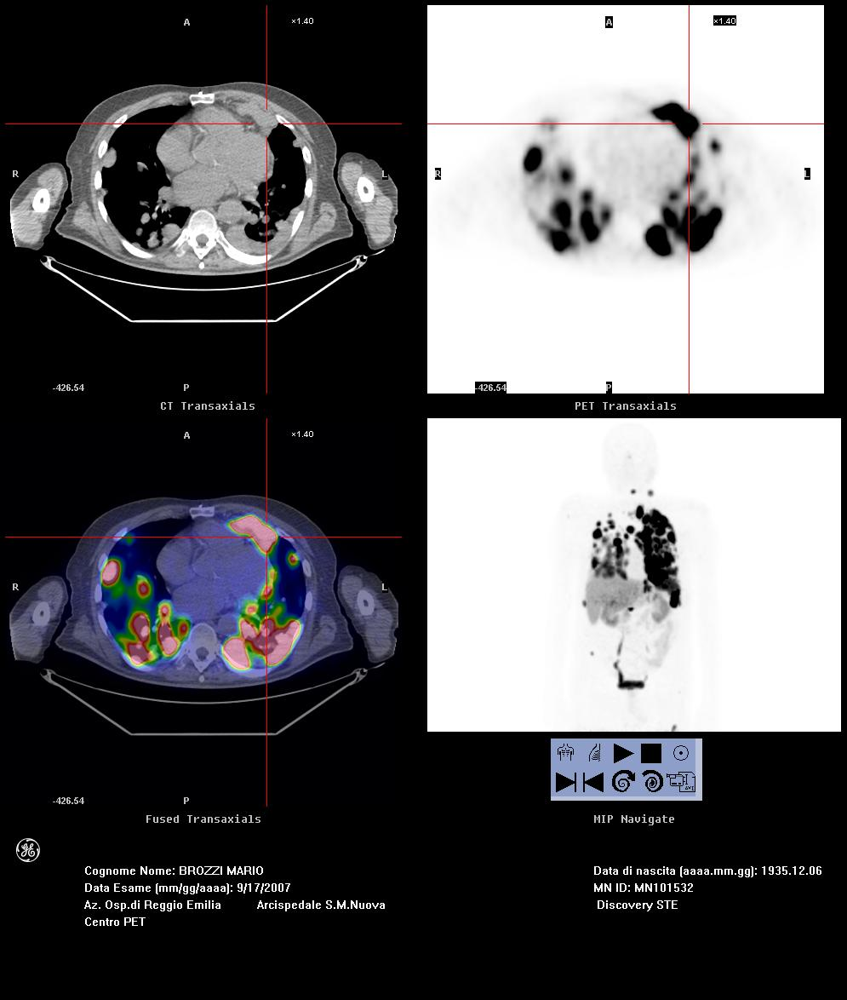 A
×1.40
R
L
-426.54
P
CT Transaxials
A
×1.40
R
L
-426.54
P
PET Transaxials
A
×1.40
R
L
-426.54
P
Fused Transaxials
MIP Navigate
GE
Cognome Nome: BROZZI MARIO
Data Esame (mm/gg/aaaa): 9/17/2007
Az. Osp.di Reggio Emilia Arcispedale S.M.Nuova
Centro PET
Data di nascita (aaaa.mm.gg): 1935.12.06
MN ID: MN101532
Discovery STE